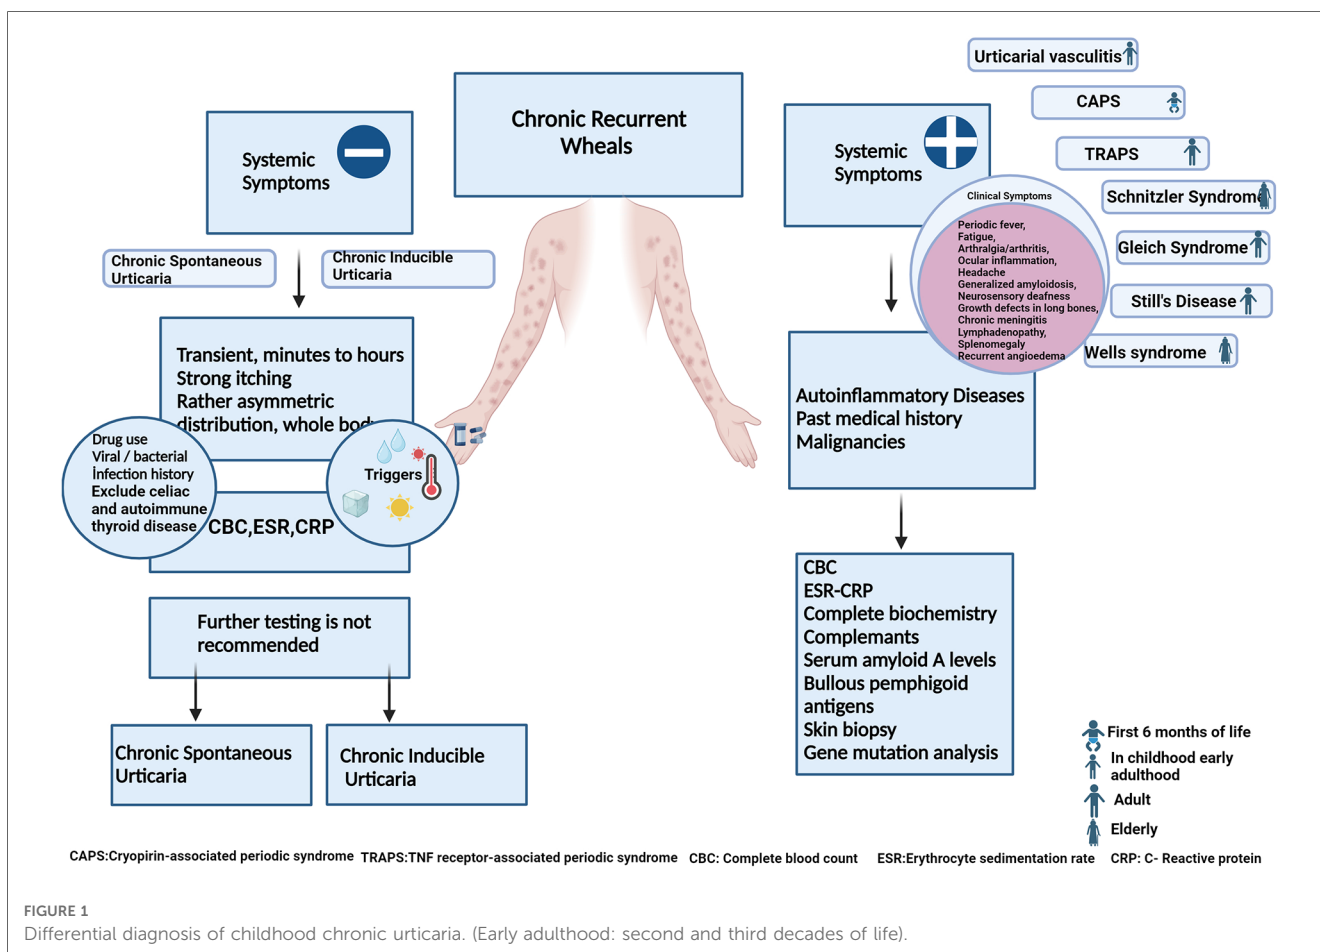 Chronic Recurrent
Wheals
Systemic
Symptoms
Chronic Spontaneous
Urticaria
Chronic Inducible
Urticaria
Transient, minutes to hours
Strong itching
Rather asymmetric
distribution, whole body
Drug use
Viral / bacterial
İnfection history
Exclude celiac
and autoimmune
thyroid disease
Triggers
CBC,ESR,CRP
Further testing is not
recommended
Chronic Spontaneous
Urticaria
Chronic Inducible
Urticaria
Systemic
Symptoms
Clinical Symptoms
Periodic fever,
Fatigue,
Arthralgia/arthritis,
Ocular inflammation,
Headache
Generalized amyloidosis,
Neurosensory deafness
Growth defects in long bones,
Chronic meningitis
Lymphadenopathy,
Splenomegaly
Recurrent angioedema
Urticarial vasculitis
CAPS
TRAPS
Schnitzler Syndrome
Gleich Syndrome
Still's Disease
Wells syndrome
Autoinflammatory Diseases
Past medical history
Malignancies
CBC
ESR-CRP
Complete biochemistry
Complemants
Serum amyloid A levels
Bullous pemphigoid
antigens
Skin biopsy
Gene mutation analysis
First 6 months of life
In childhood early
adulthood
Adult
Elderly
CAPS:Cryopirin-associated periodic syndrome TRAPS:TNF receptor-associated periodic syndrome CBC: Complete blood count ESR:Erythrocyte sedimentation rate CRP: C- Reactive protein
FIGURE 1
Differential diagnosis of childhood chronic urticaria. (Early adulthood: second and third decades of life).